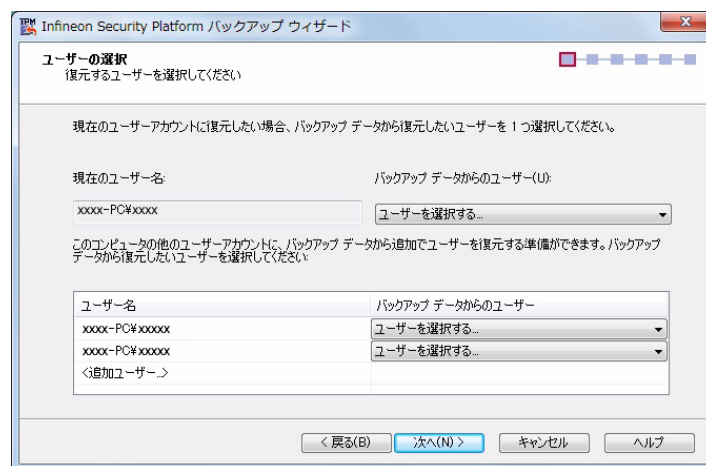 TPM
Infineon Security Platform バックアップ ウィザード
ユーザーの選択
復元するユーザーを選択してください
現在のユーザーアカウントに復元したい場合、バックアップ データから復元したいユーザーを 1 つ選択してください。
現在のユーザー名:
バックアップ データからのユーザー(U):
xxxx-PC¥xxxx
ユーザーを選択する...
このコンピュータの他のユーザーアカウントに、バックアップ データから追加でユーザーを復元する準備ができます。バックアップ
データから復元したいユーザーを選択してください:
ユーザー名
バックアップ データからのユーザー
xxxx-PC¥xxxxx
ユーザーを選択する...
xxxx-PC¥xxxxx
ユーザーを選択する...
<追加ユーザー...>
< 戻る(B)
次へ(N) >
キャンセル
ヘルプ